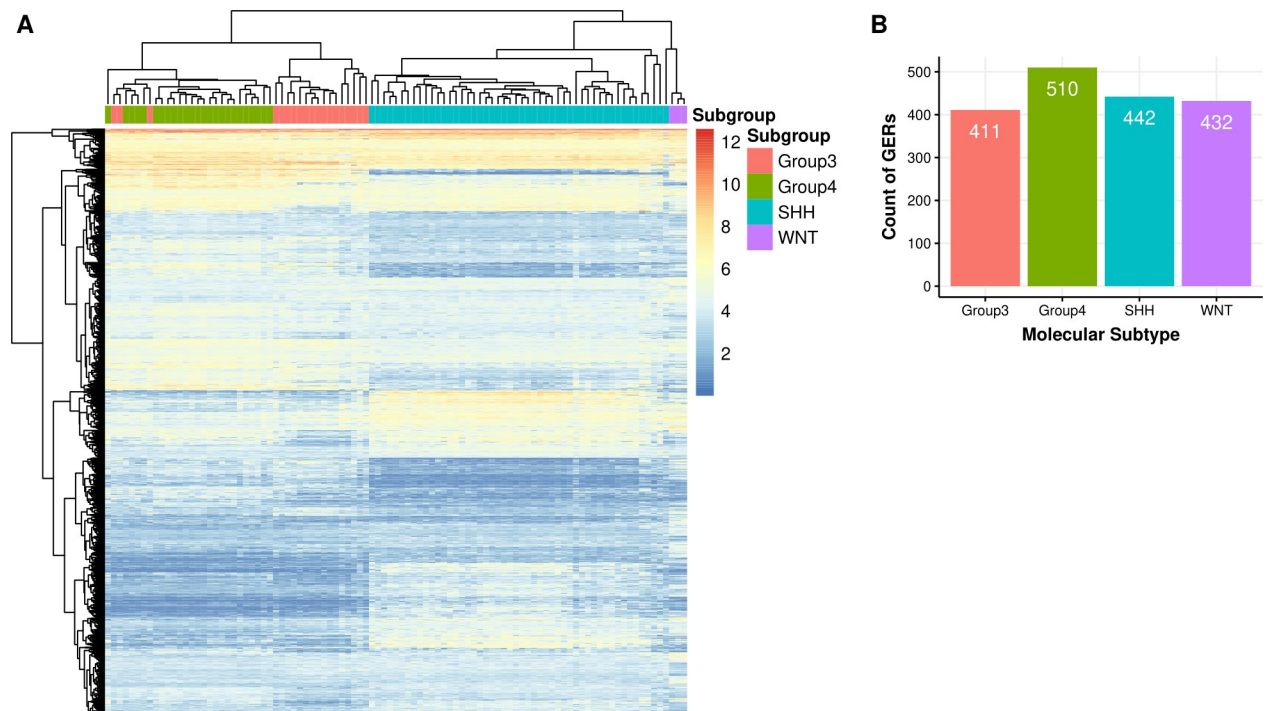 A
Subgroup
12
10
8
6
4
2
Subgroup
Group3
Group4
SHH
WNT
B
Count of GERs
500
400
300
200
100
0
411
510
442
432
Group3 Group4 SHH WNT
Molecular Subtype